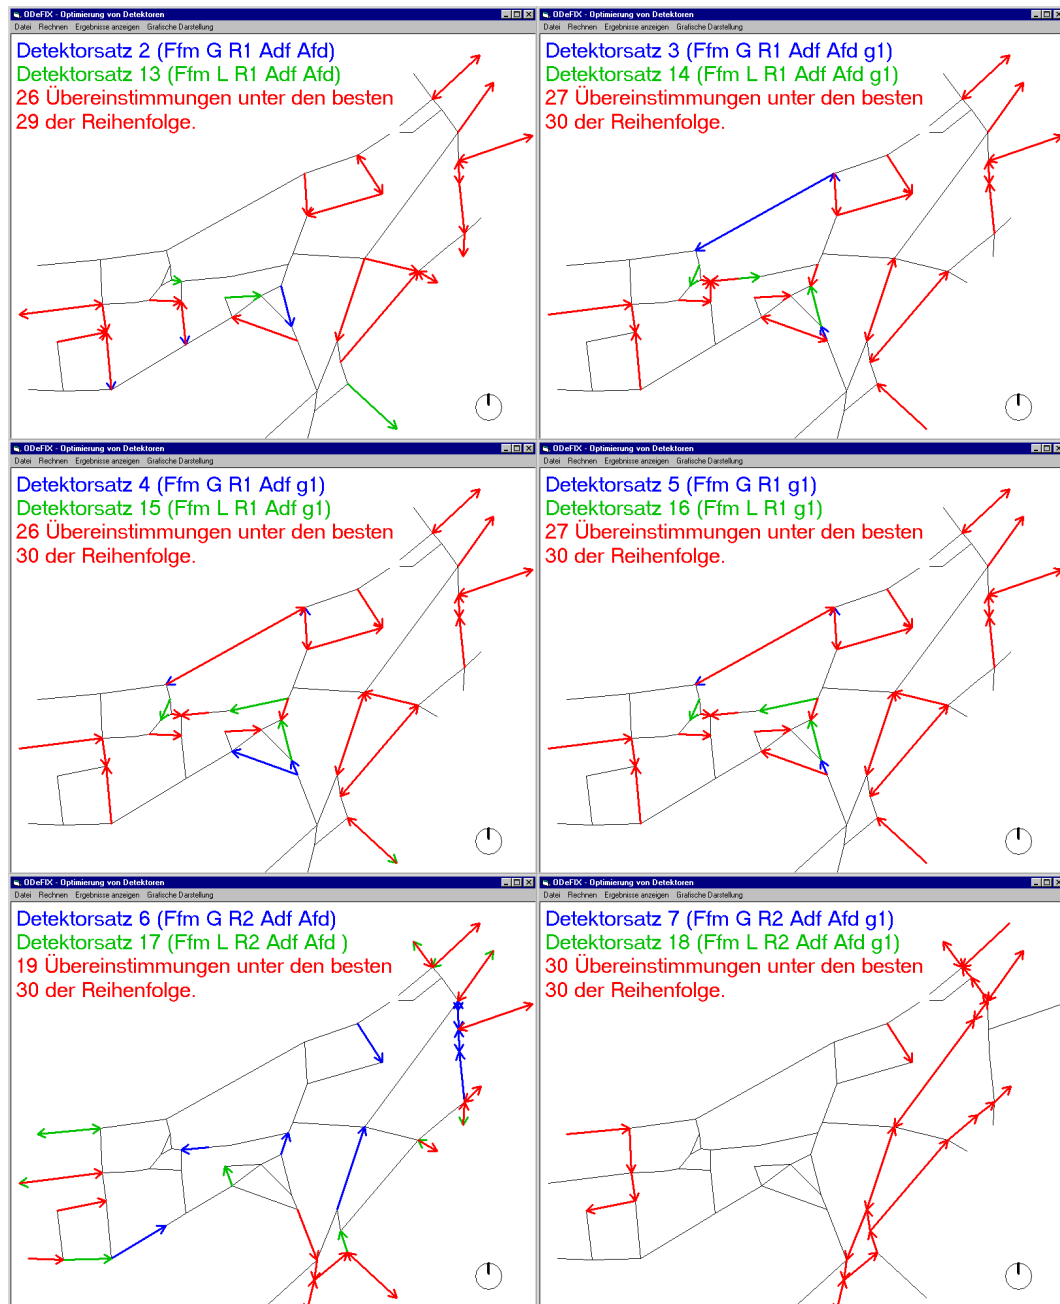 ODeFIX - Optimierung von Detektoren
Datei Rechnen Ergebnisse anzeigen Grafische Darstellung
Detektorsatz 2 (Ffm G R1 Adf Afd)
Detektorsatz 13 (Ffm L R1 Adf Afd)
26 Übereinstimmungen unter den besten
29 der Reihenfolge.
ODeFIX - Optimierung von Detektoren
Datei Rechnen Ergebnisse anzeigen Grafische Darstellung
Detektorsatz 3 (Ffm G R1 Adf Afd g1)
Detektorsatz 14 (Ffm L R1 Adf Afd g1)
27 Übereinstimmungen unter den besten
30 der Reihenfolge.
ODeFIX - Optimierung von Detektoren
Datei Rechnen Ergebnisse anzeigen Grafische Darstellung
Detektorsatz 4 (Ffm G R1 Adf g1)
Detektorsatz 15 (Ffm L R1 Adf g1)
26 Übereinstimmungen unter den besten
30 der Reihenfolge.
ODeFIX - Optimierung von Detektoren
Datei Rechnen Ergebnisse anzeigen Grafische Darstellung
Detektorsatz 5 (Ffm G R1 g1)
Detektorsatz 16 (Ffm L R1 g1)
27 Übereinstimmungen unter den besten
30 der Reihenfolge.
ODeFIX - Optimierung von Detektoren
Datei Rechnen Ergebnisse anzeigen Grafische Darstellung
Detektorsatz 6 (Ffm G R2 Adf Afd)
Detektorsatz 17 (Ffm L R2 Adf Afd )
19 Übereinstimmungen unter den besten
30 der Reihenfolge.
ODeFIX - Optimierung von Detektoren
Datei Rechnen Ergebnisse anzeigen Grafische Darstellung
Detektorsatz 7 (Ffm G R2 Adf Afd g1)
Detektorsatz 18 (Ffm L R2 Adf Afd g1)
30 Übereinstimmungen unter den besten
30 der Reihenfolge.